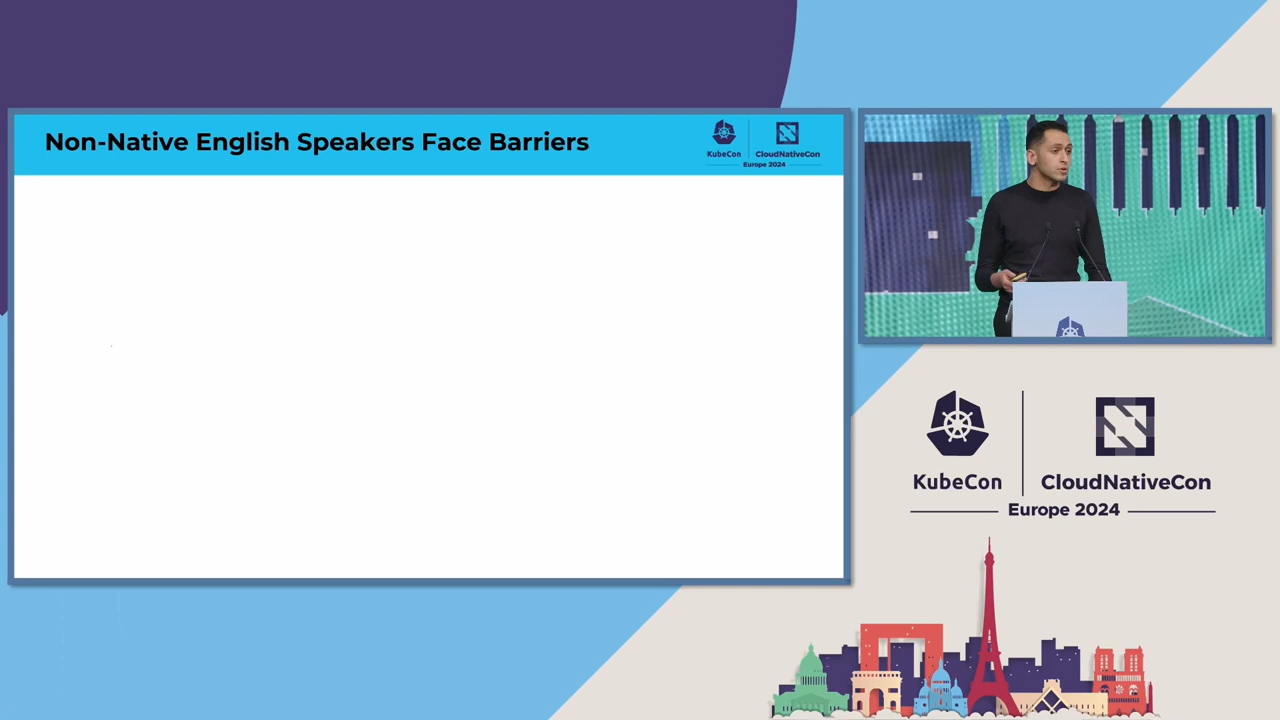 Non-Native English Speakers Face Barriers
KubeCon
CloudNativeCon
Europe 2024
KubeCon
CloudNativeCon
Europe 2024